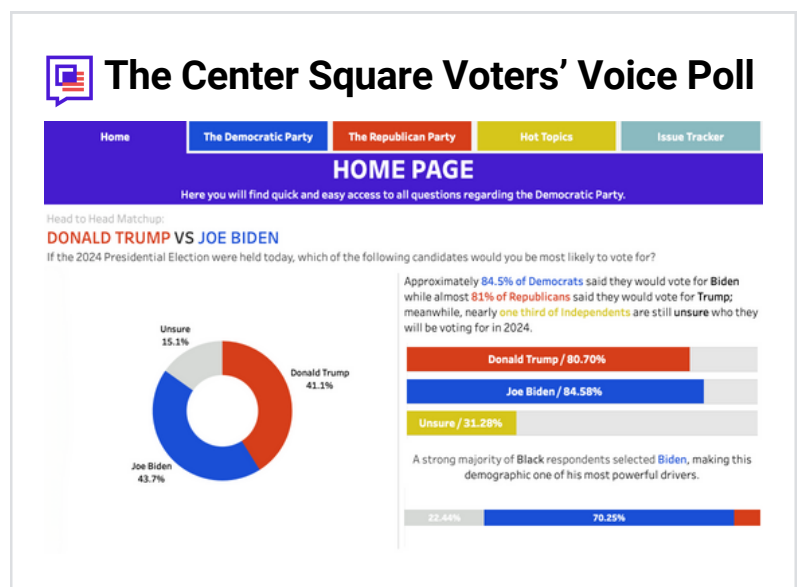 The Center Square Voters’ Voice Poll
Home
The Democratic Party
The Republican Party
Hot Topics
Issue Tracker
HOME PAGE
Here you will find quick and easy access to all questions regarding the Democratic Party.
Head to Head Matchup:
DONALD TRUMP VS JOE BIDEN
If the 2024 Presidential Election were held today, which of the following candidates would you be most likely to vote for?
Unsure
15.1%
Donald Trump
41.1%
Joe Biden
43.7%
Approximately 84.5% of Democrats said they would vote for Biden
while almost 81% of Republicans said they would vote for Trump;
meanwhile, nearly one third of Independents are still unsure who they
will be voting for in 2024.
Donald Trump / 80.70%
Joe Biden / 84.58%
Unsure / 31.28%
A strong majority of Black respondents selected Biden, making this
demographic one of his most powerful drivers.
22.44%
70.25%